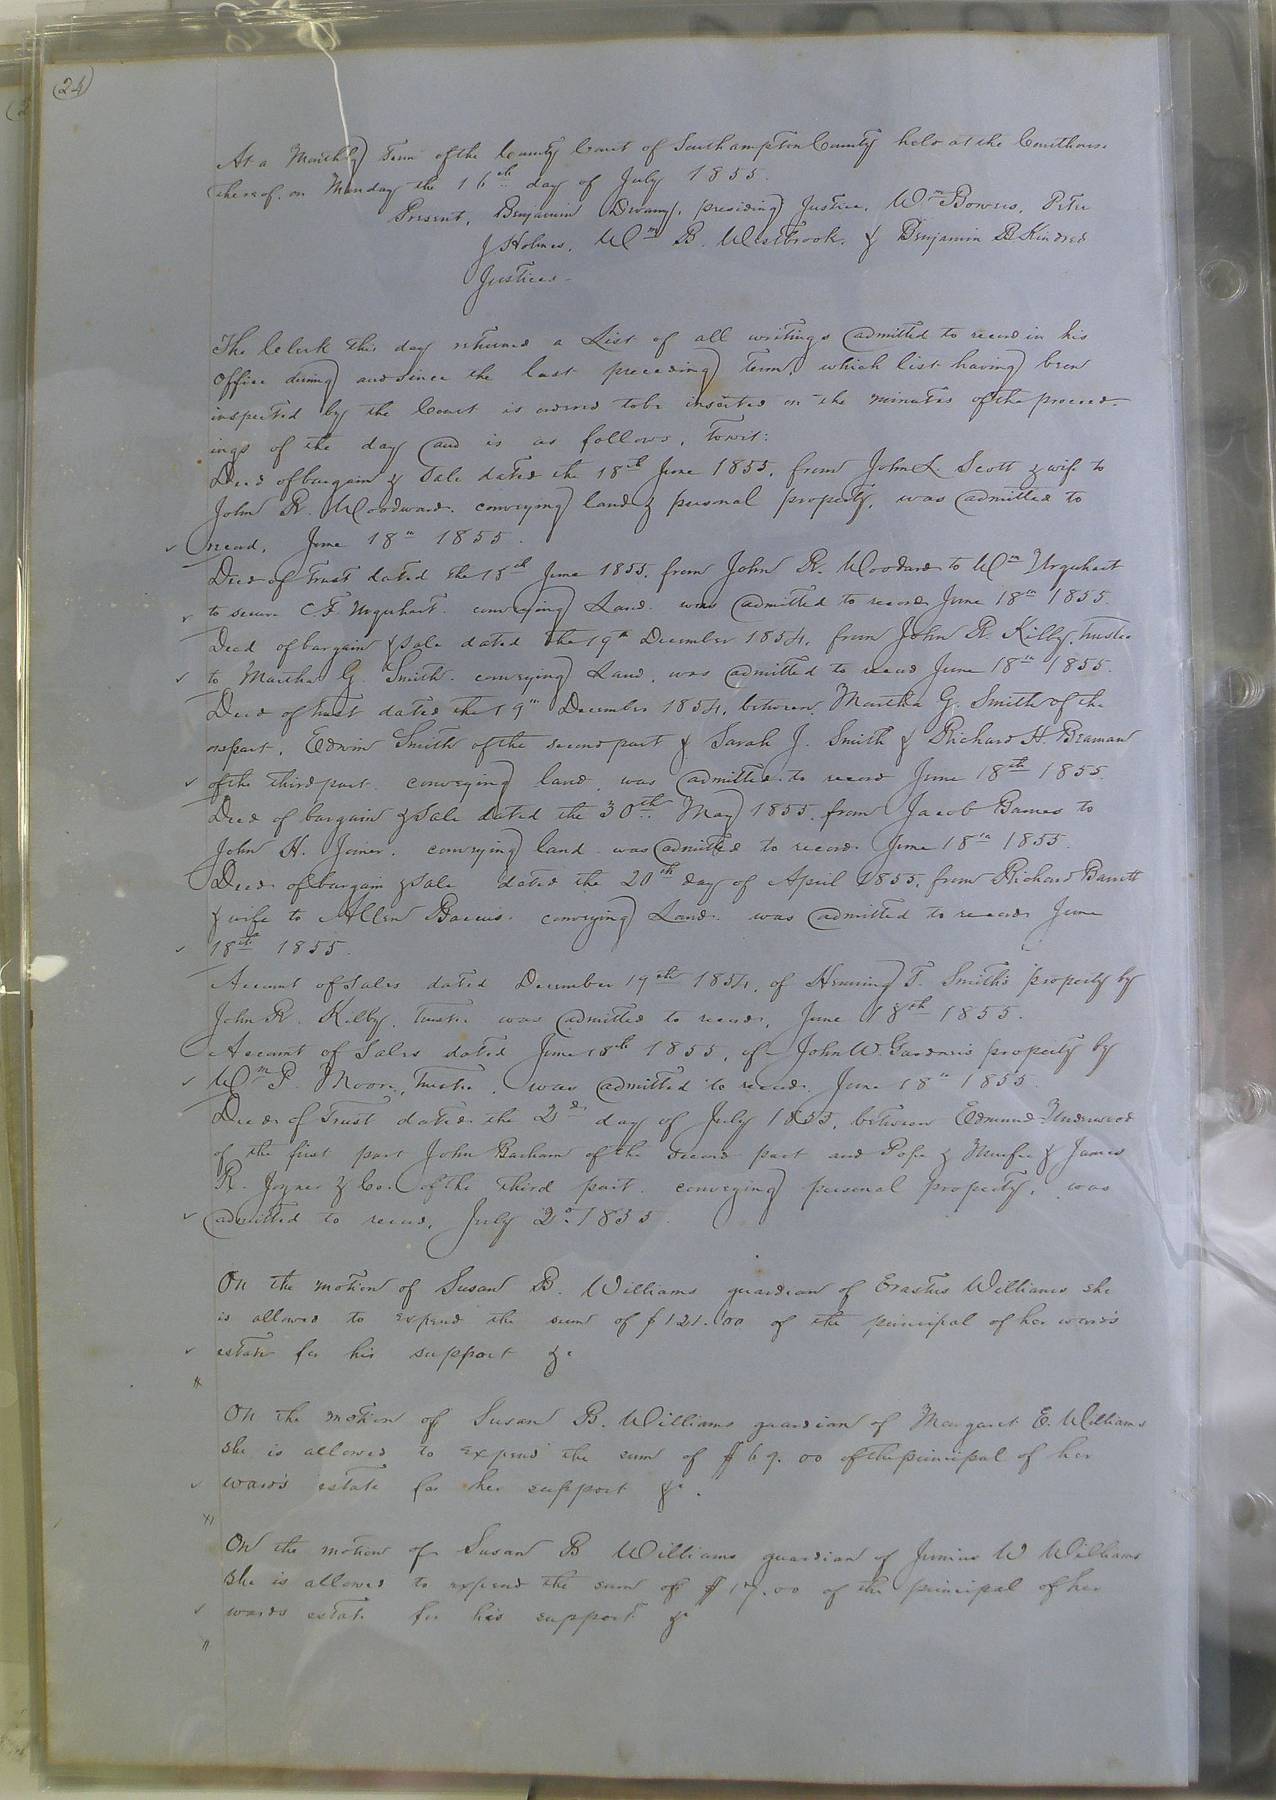 (24)
At a Monthly Term of the County Court of Southampton County held at the Courthouse
thereof on Monday the 16th day of July 1855.
Present, Benjamin Devany, presiding Justice, Wm Bowers, Peter
J Holmes, Wm B. Westbrook, & Benjamin B Kindred
Justices -
The Clerk this day returned a List of all writings admitted to record in his
Office during and since the last preceeding term, which list having been
inspected by the Court is ordered to be inserted on the minutes of the proceed-
ings of the day and is as follows, towit:
Deed of bargain & Sale dated the 18th June 1855, from John L. Scott & wife to
John R. Woodward. conveying land & personal property, was admitted to
record, June 18th 1855.
Deed of Trust dated the 18th June 1855. from John R. Woodard to Wm Urquhart
to secure C. F Urquhart. conveying Land. was admitted to record June 18th 1855.
Deed of bargain & sale dated the 19th December 1854, from John R. Kilby, Trustee
to Martha G. Smith. conveying Land, was admitted to record June 18th 1855.
Deed of trust dated the 19th December 1854, between Martha G. Smith of the
onepart, Edwin Smith of the second part & Sarah J. Smith & Richard H. Braman
of the third part. conveying land. was admitted to record June 18th 1855
Deed of bargain & Sale dated the 30th May 1855. from Jacob Barnes to
John H. Joiner. conveying land was admitted to record June 18th 1855.
Deed of bargain & sale dated the 20th day of April 1855, from Richard Barrett
& wife to Allen Barrus. conveying Land. was admitted to record June
18th 1855.
Account of Sales dated December 19th 1854, of Henning T. Smith's property by
John R. Kilby, Trustee was admitted to record, June 18th 1855.
Account of Sales dated June 18th 1855, of John W. Gardner's property by
Wm P. Moore, Trustee, was admitted to record June 18th 1855
Deed of Trust dated the 2d day of July 1855, between Edmund Underwood
of the first part John Barham of the second part and Pope & Murfee & James
R. Joyner & Co. of the third part. conveying personal property, was
admitted to record, July 2d 1855.
On the motion of Susan B. Williams guardian of Erastus Williams she
is allowed to expend the sum of $121.00 of the principal of her ward's
estate for his support &c
On the motion of Susan B. Williams guardian of Margaret E. Williams
she is allowed to expend the sum of $69.00 of the principal of her
ward's estate for her support &c.
On the motion of Susan B Williams guardian of Junius W Williams
she is allowed to expend the sum of $17.00 of the principal of her
wards estate for his support &c